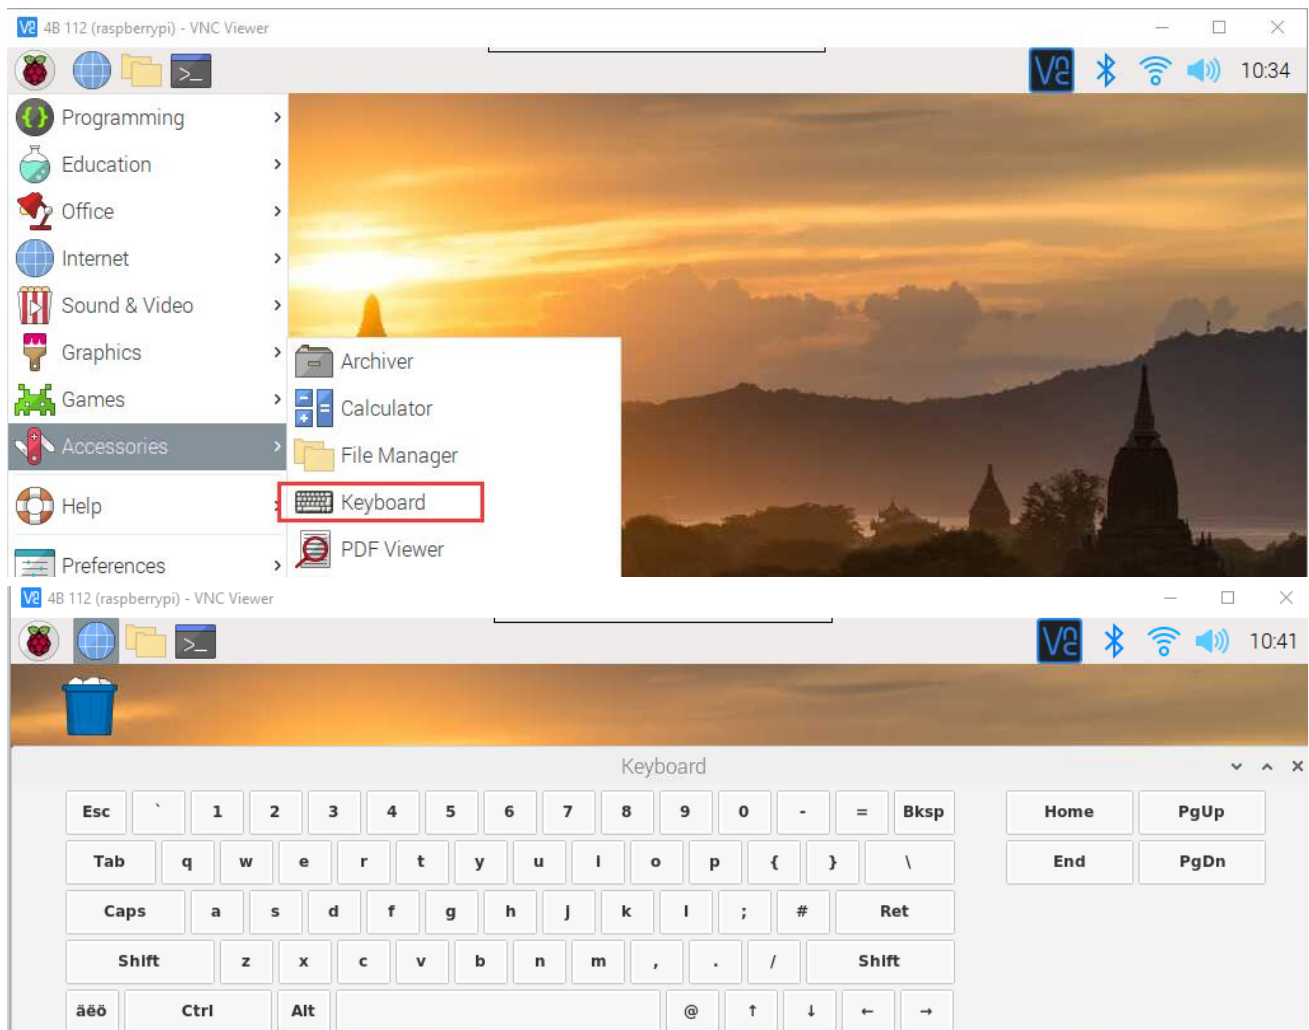 4B 112 (raspberrypi) - VNC Viewer
10:34
Programming
Education
Office
Internet
Sound & Video
Graphics
Games
Accessories
Help
Preferences
Archiver
Calculator
File Manager
Keyboard
PDF Viewer
4B 112 (raspberrypi) - VNC Viewer
10:41
Keyboard
Esc ` 1 2 3 4 5 6 7 8 9 0 - = Bksp Home PgUp
Tab q w e r t y u i o p { } \ End PgDn
Caps a s d f g h j k l ; # Ret
Shift z x c v b n m , . / Shift
äëö Ctrl Alt @ ↑ ↓ ← →